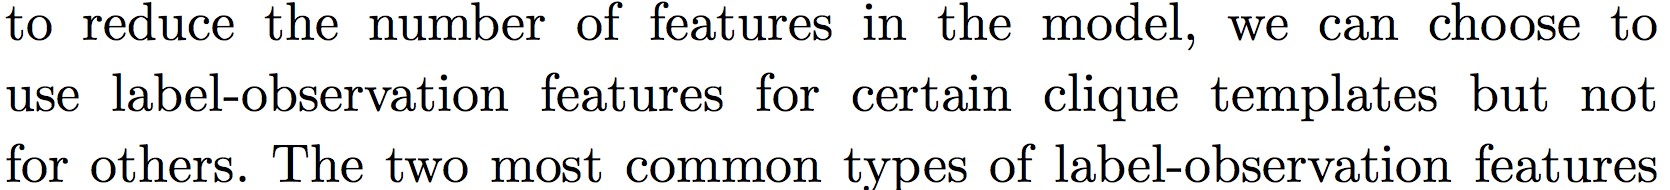 to reduce the number of features in the model, we can choose to
use label-observation features for certain clique templates but not
for others. The two most common types of label-observation features